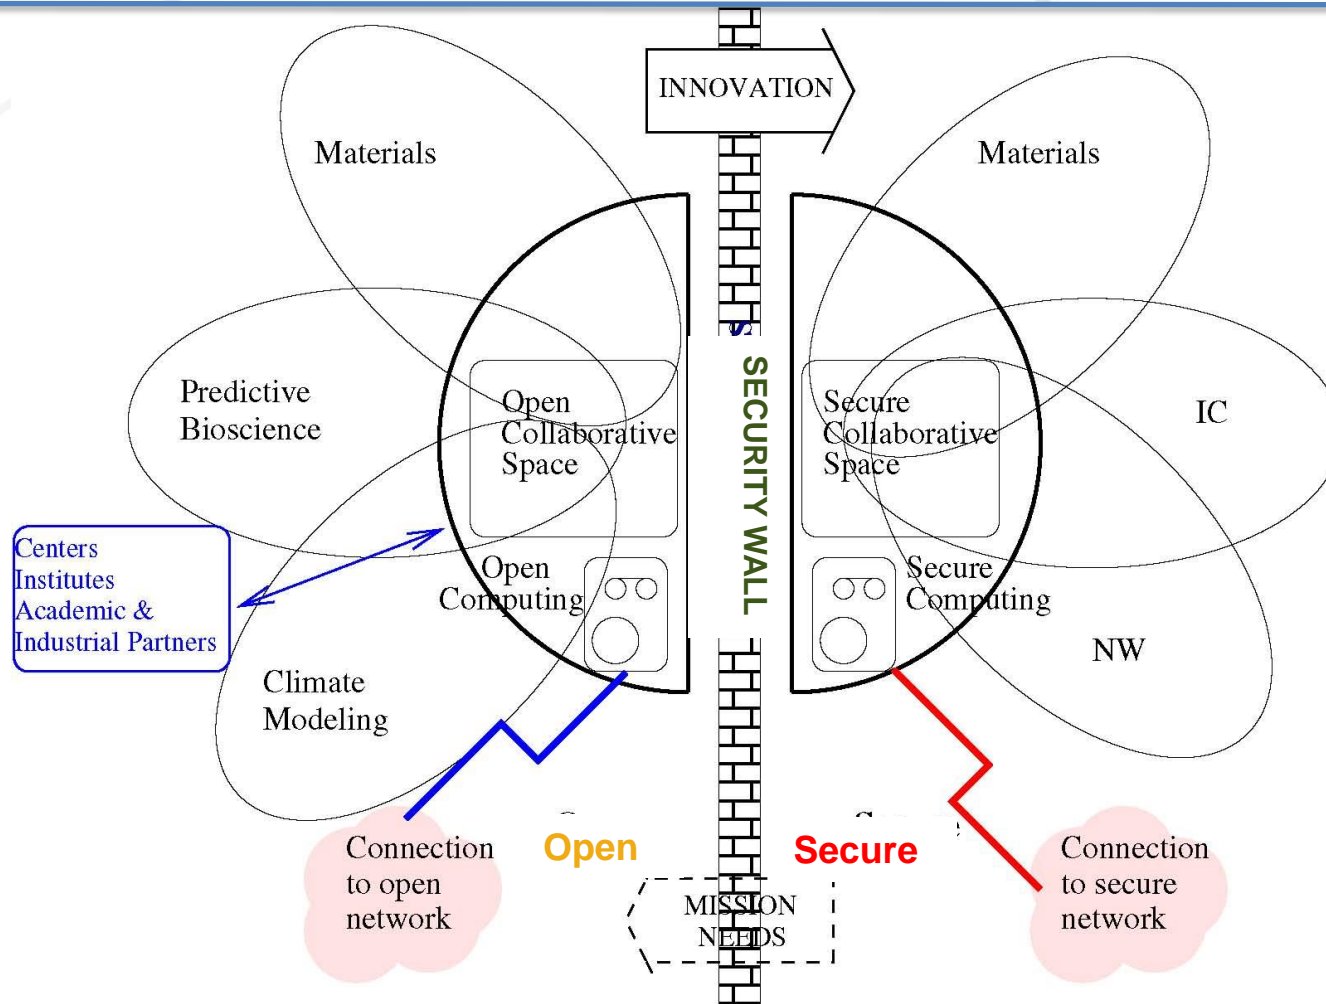 INNOVATION
Materials
Materials
Predictive
Bioscience
Open
Collaborative
Space
SECURITY WALL
Secure
Collaborative
Space
IC
Centers
Institutes
Academic &
Industrial Partners
Open
Computing
Secure
Computing
NW
Climate
Modeling
Connection
to open
network
Open
Secure
Connection
to secure
network
MISSION
NEEDS